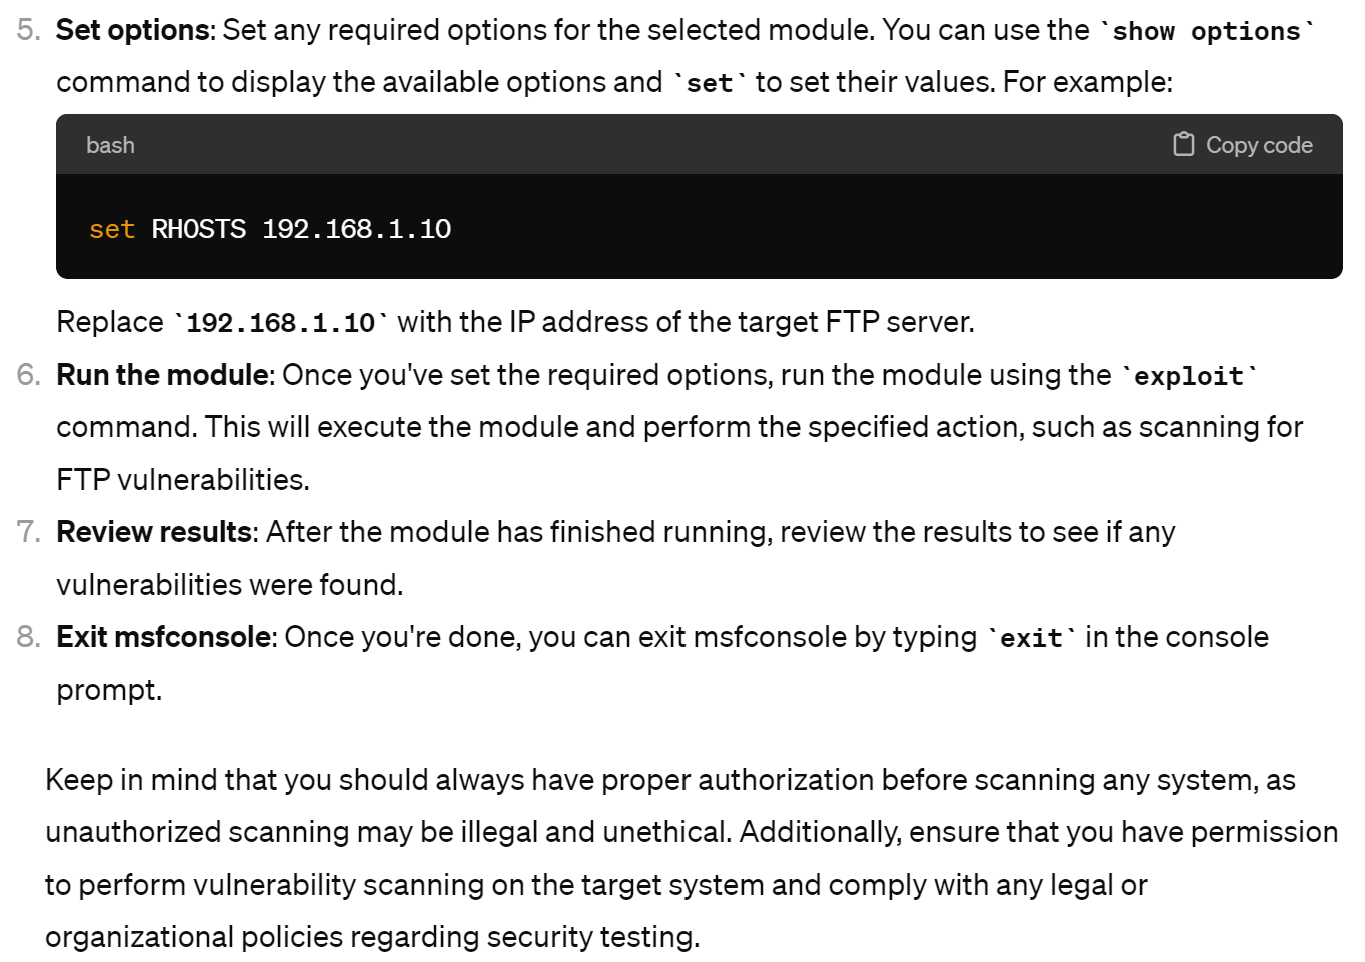 5. Set options: Set any required options for the selected module. You can use the `show options`
command to display the available options and `set` to set their values. For example:
bash Copy code
set RHOSTS 192.168.1.10
Replace `192.168.1.10` with the IP address of the target FTP server.
6. Run the module: Once you've set the required options, run the module using the `exploit`
command. This will execute the module and perform the specified action, such as scanning for
FTP vulnerabilities.
7. Review results: After the module has finished running, review the results to see if any
vulnerabilities were found.
8. Exit msfconsole: Once you're done, you can exit msfconsole by typing `exit` in the console
prompt.
Keep in mind that you should always have proper authorization before scanning any system, as
unauthorized scanning may be illegal and unethical. Additionally, ensure that you have permission
to perform vulnerability scanning on the target system and comply with any legal or
organizational policies regarding security testing.